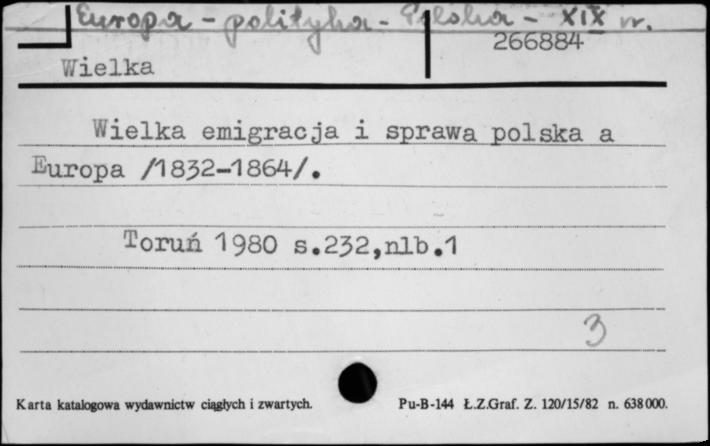 Europa - polityka - Polska - XIX w.
266884
Wielka
Wielka emigracja i sprawa polska a
Europa /1832-1864/.
Toruń 1980 s.232,nlb.1
3
Karta katalogowa wydawnictw ciągłych i zwartych.
Pu-B-144 Ł.Z.Graf. Z. 120/15/82 n. 638000.